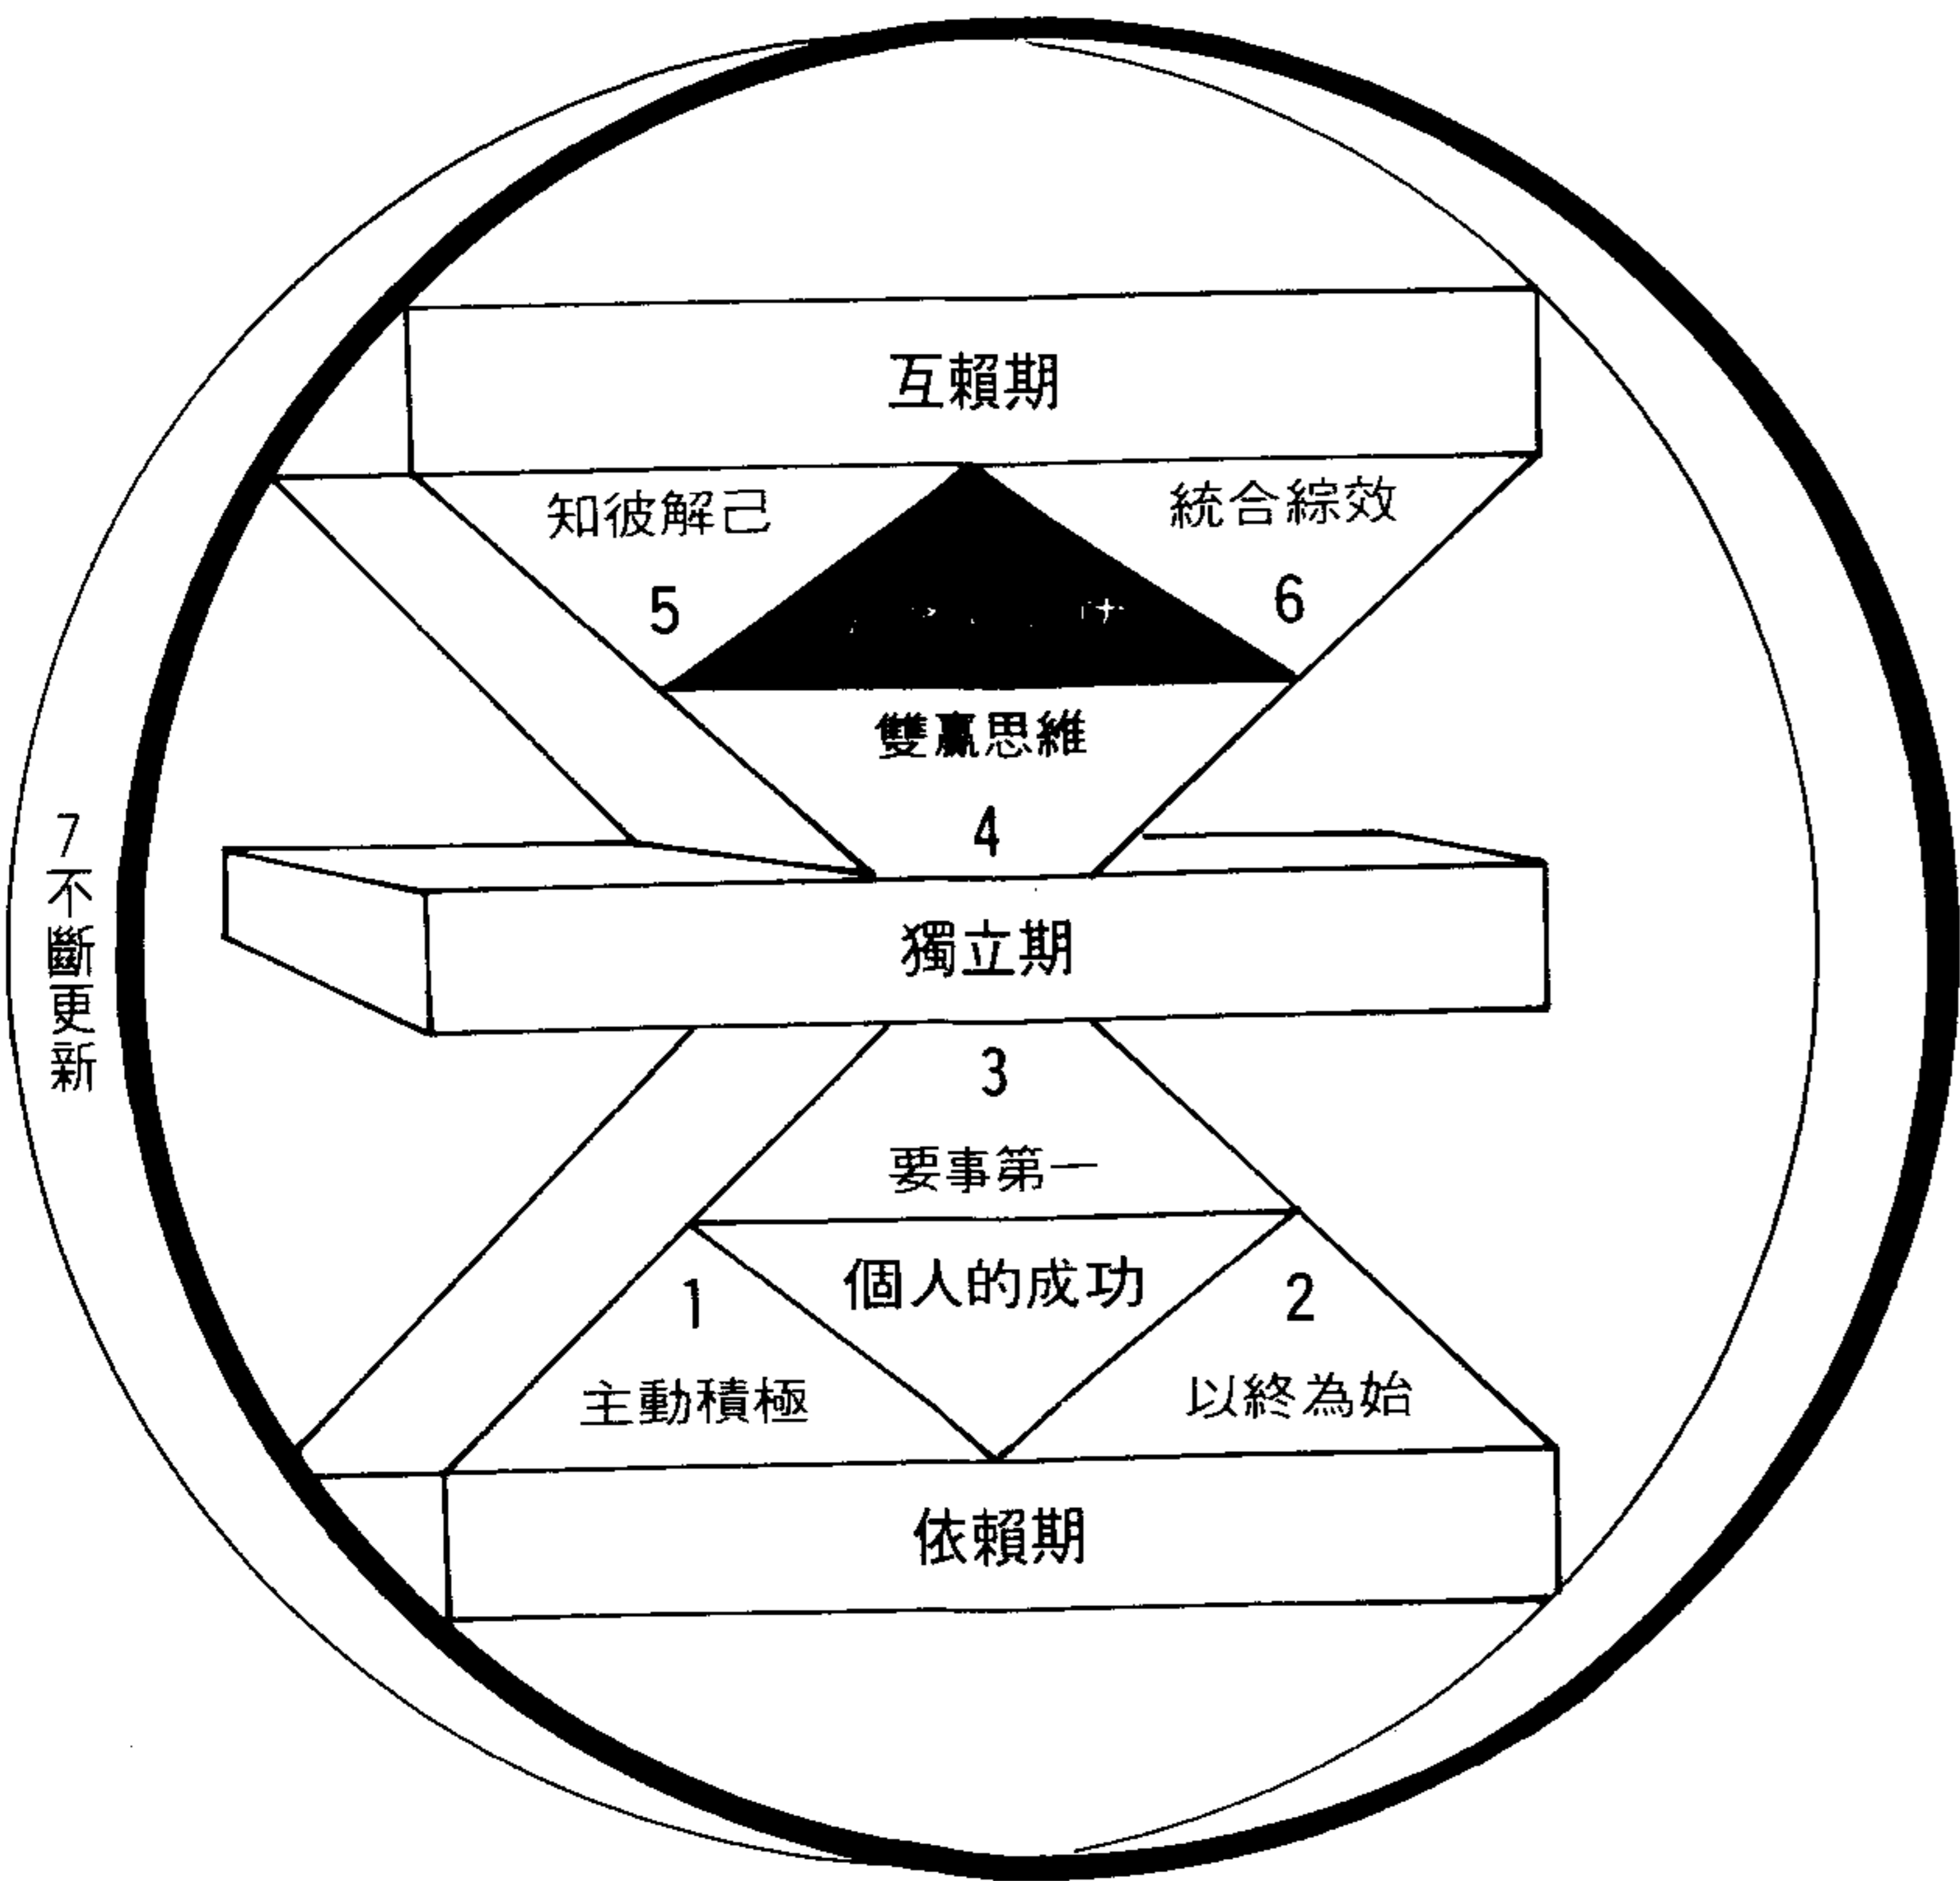 互賴期
知彼解己
統合綜效
5
6
雙贏思維
4
7不斷更新
獨立期
3
要事第一
個人的成功
1
2
主動積極
以終為始
依賴期